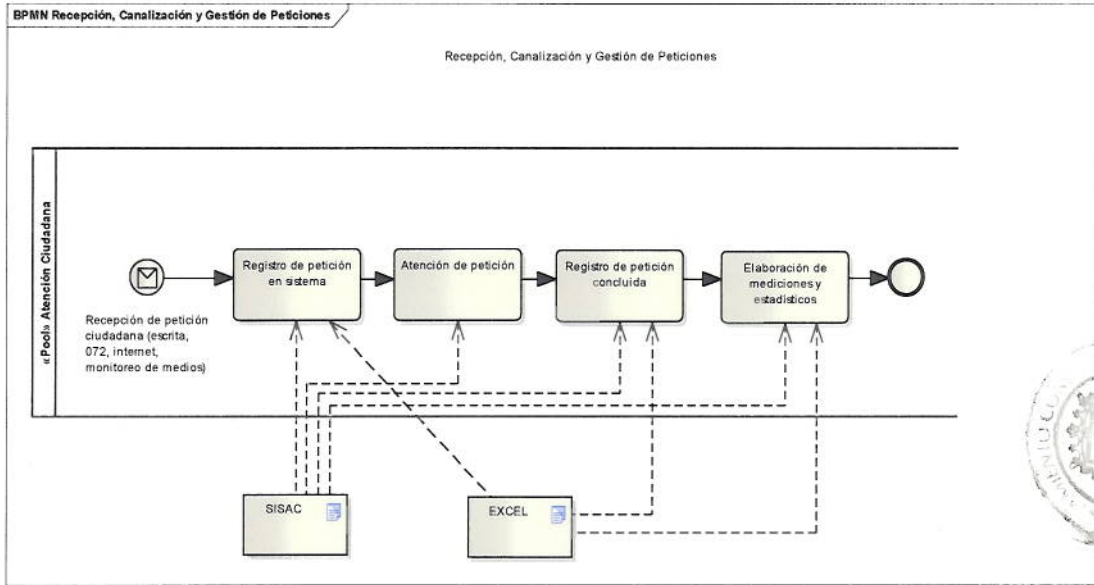 BPMN Recepción, Canalización y Gestión de Peticiones
Recepción, Canalización y Gestión de Peticiones
«Pool» Atención Ciudadana
Registro de petición
en sistema
Atención de petición
Registro de petición
concluida
Elaboración de
mediciones y
estadísticos
Recepción de petición
ciudadana (escrita,
072, internet,
monitoreo de medios)
SISAC
EXCEL